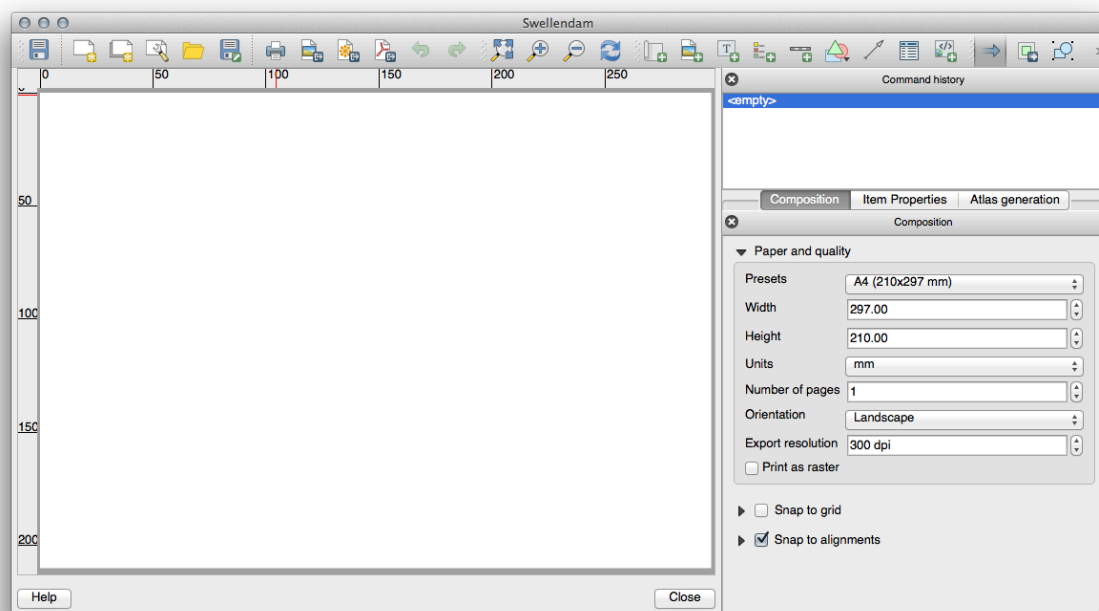 Swellendam
0 50 100 150 200 250
50
100
150
200
Command history
<empty>
Composition Item Properties Atlas generation
Composition
Paper and quality
Presets A4 (210x297 mm)
Width 297.00
Height 210.00
Units mm
Number of pages 1
Orientation Landscape
Export resolution 300 dpi
Print as raster
Snap to grid
Snap to alignments
Help Close